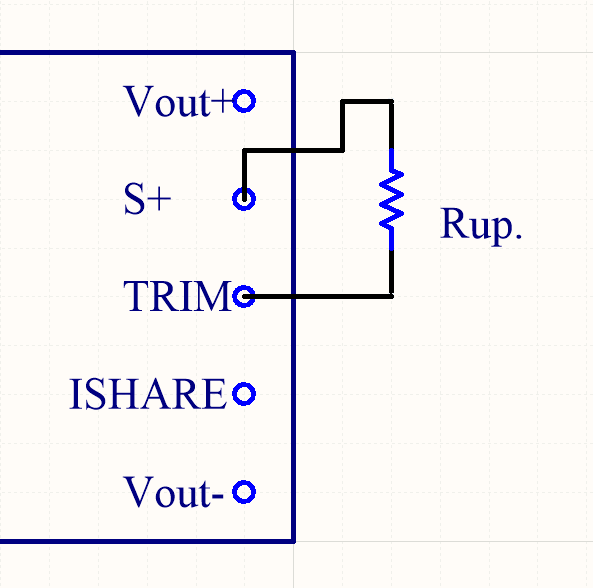 Vout+
S+
Rup.
TRIM
ISHARE
Vout-